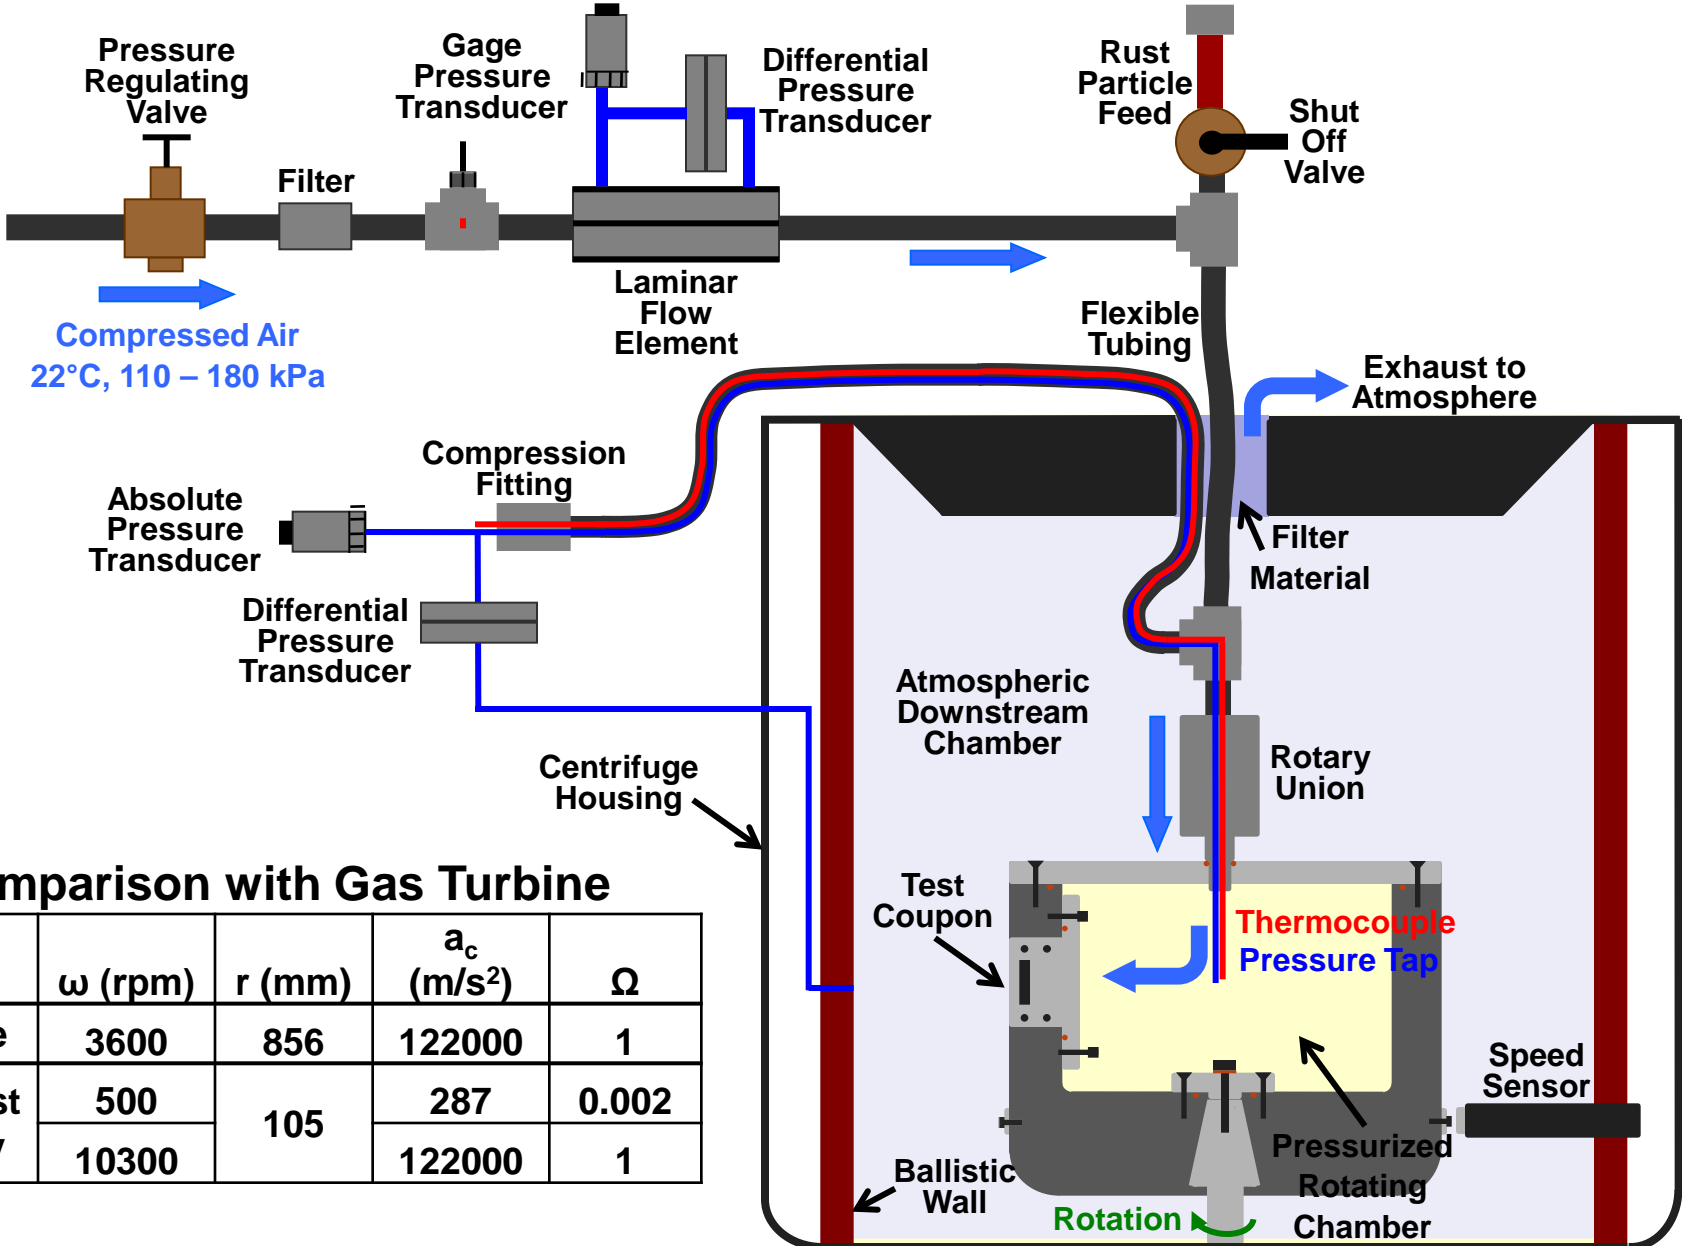 Pressure
Regulating
Valve
Gage
Pressure
Transducer
Differential
Pressure
Transducer
Rust
Particle
Feed
Shut
Off
Valve
Filter
Laminar
Flow
Element
Compressed Air
22°C, 110 – 180 kPa
Flexible
Tubing
Exhaust to
Atmosphere
Compression
Fitting
Absolute
Pressure
Transducer
Filter
Material
Differential
Pressure
Transducer
Atmospheric
Downstream
Chamber
Centrifuge
Housing
Rotary
Union
Test
Coupon
Thermocouple
Pressure Tap
Speed
Sensor
Pressurized
Rotating
Chamber
Ballistic
Wall
Rotation
mparison with Gas Turbine
ω (rpm) r (mm) a_c (m/s²) Ω
e 3600 856 122000 1
st 500 105 287 0.002
10300 122000 1